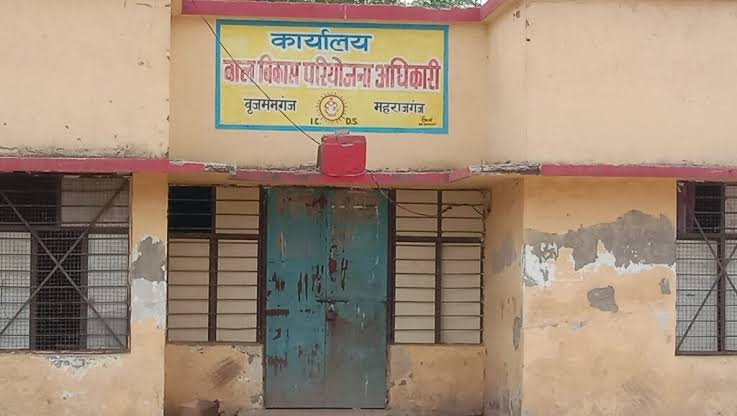 कार्यालय
बाल बिकास परियोजना अधिकारी
बृजमनगंज महराजगंज
I.C. D.S.